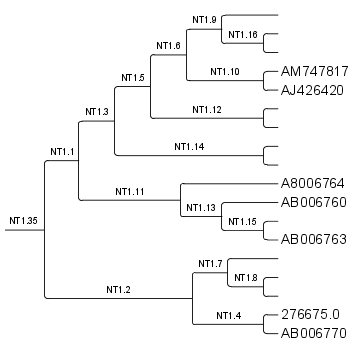 NT1.9
NT1.16
NT1.6
AM747817
NT1.10
AJ426420
NT1.5
NT1.12
NT1.3
NT1.14
NT1.1
A8006764
NT1.11
AB006760
NT1.13
NT1.15
NT1.35
AB006763
NT1.7
NT1.8
NT1.2
276675.0
NT1.4
AB006770